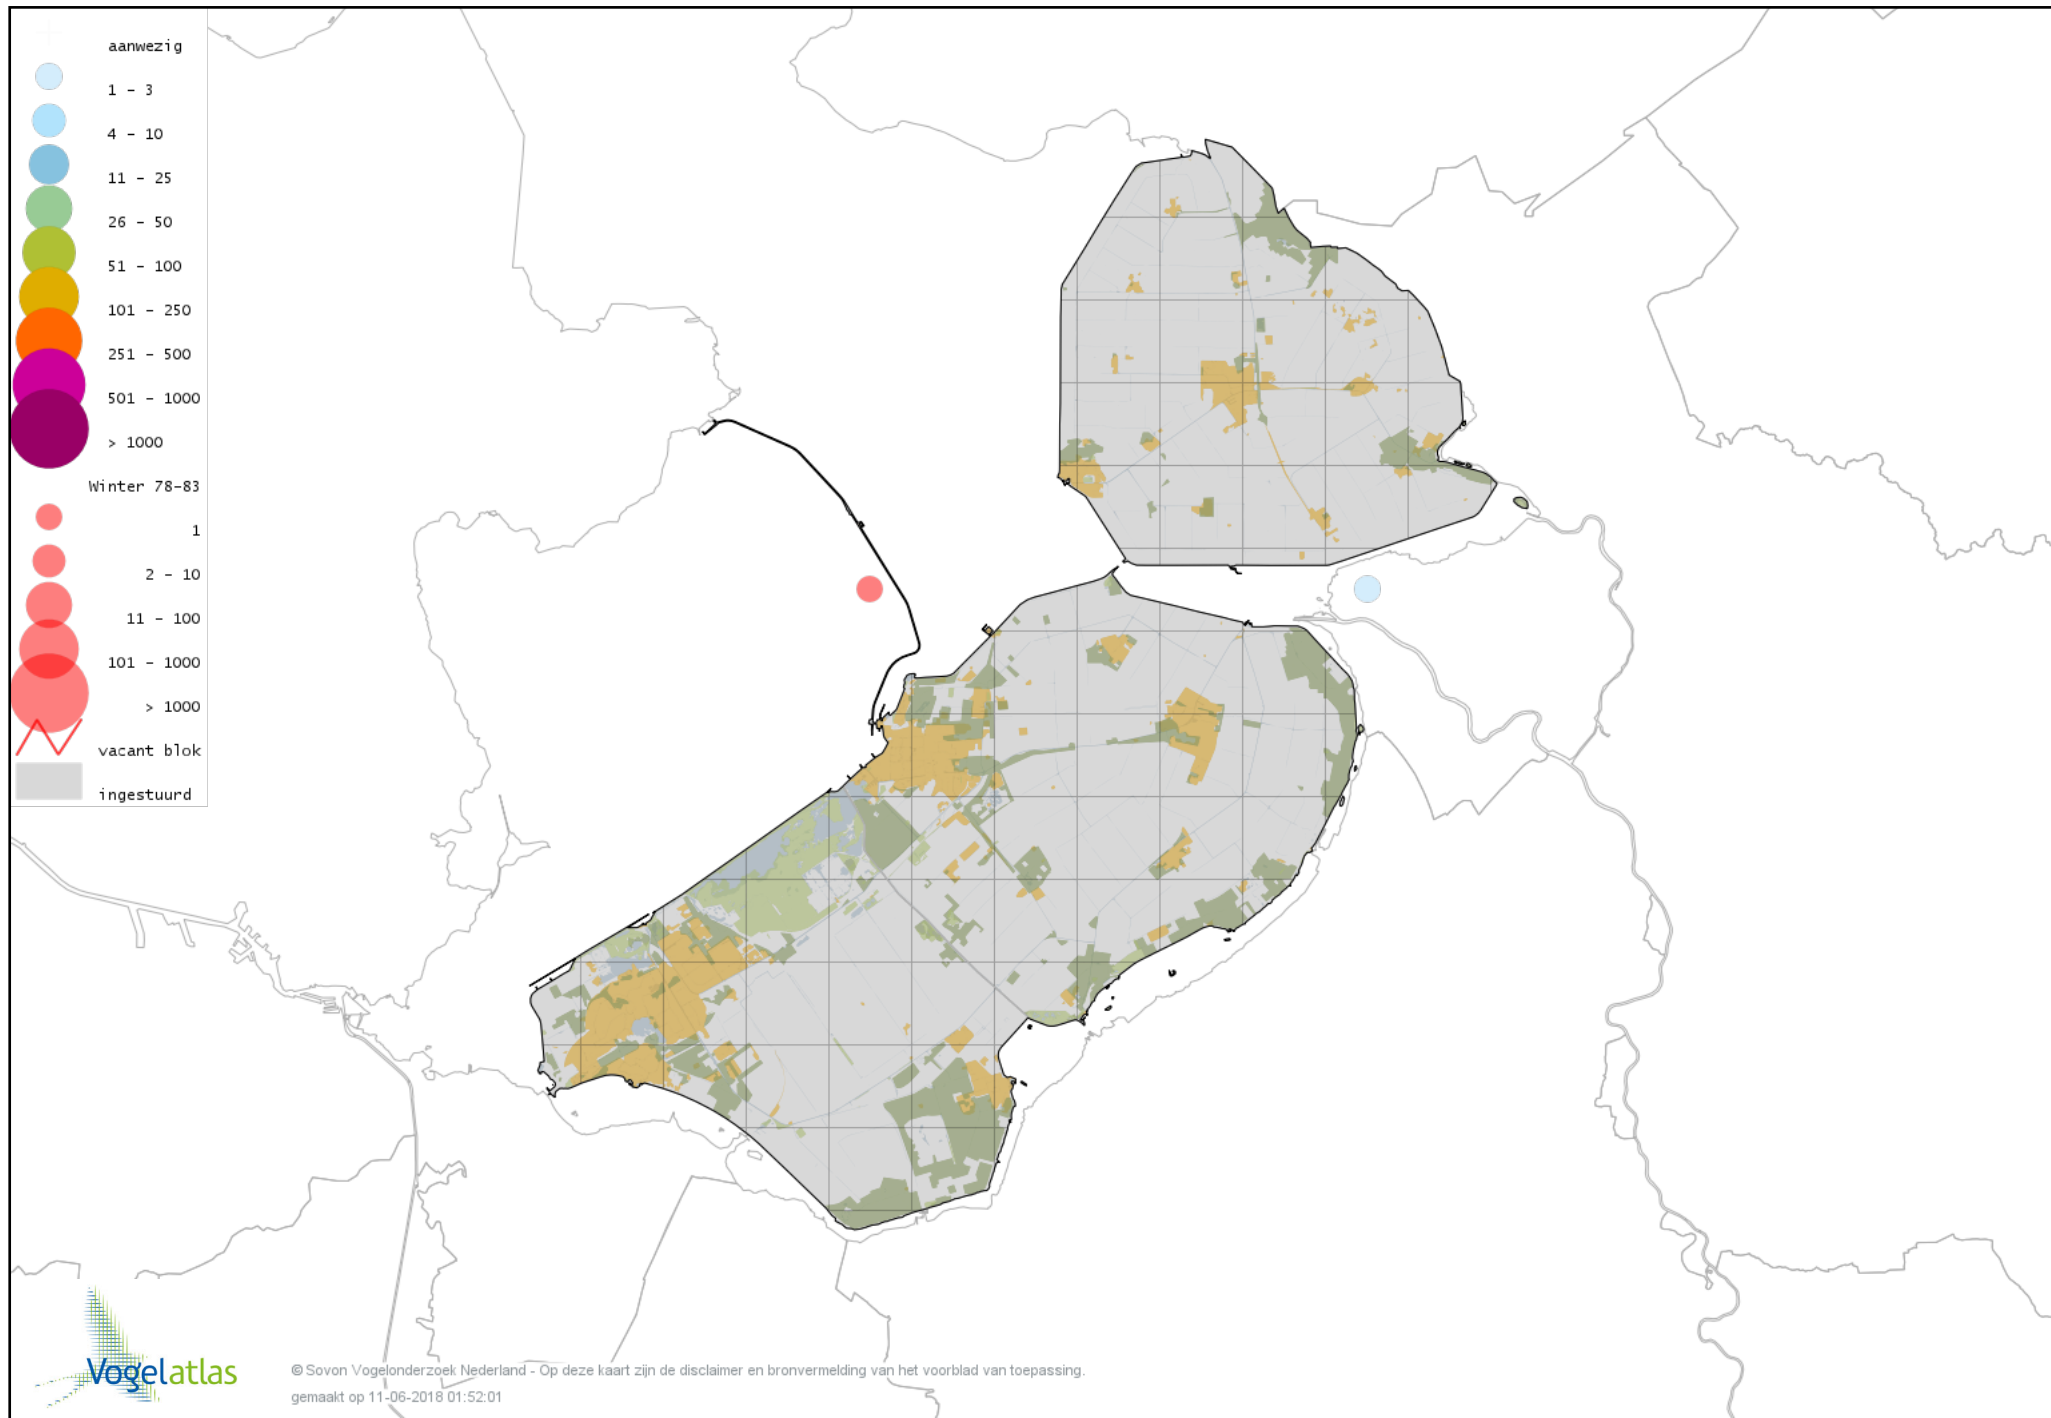 aanwezig
1 - 3
4 - 10
11 - 25
26 - 50
51 - 100
101 - 250
251 - 500
501 - 1000
> 1000
Winter 78-83
1
2 - 10
11 - 100
101 - 1000
> 1000
vacant blok
ingestuurd
Vogelatlas
© Sovon Vogelonderzoek Nederland - Op deze kaart zijn de disclaimer en bronvermelding van het voorblad van toepassing.
gemaakt op 11-06-2018 01:52:01